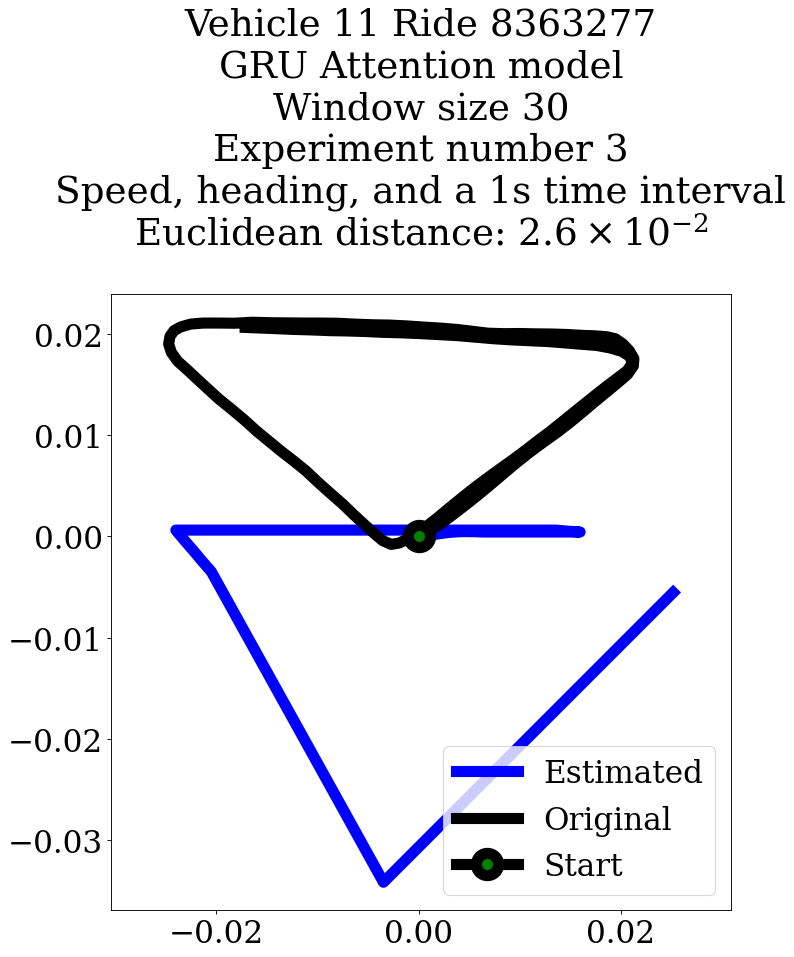 Vehicle 11 Ride 8363277
GRU Attention model
Window size 30
Experiment number 3
Speed, heading, and a 1s time interval
Euclidean distance: 2.6 × 10⁻²
0.02
0.01
0.00
−0.01
−0.02
−0.03
−0.02 0.00 0.02
Estimated
Original
Start